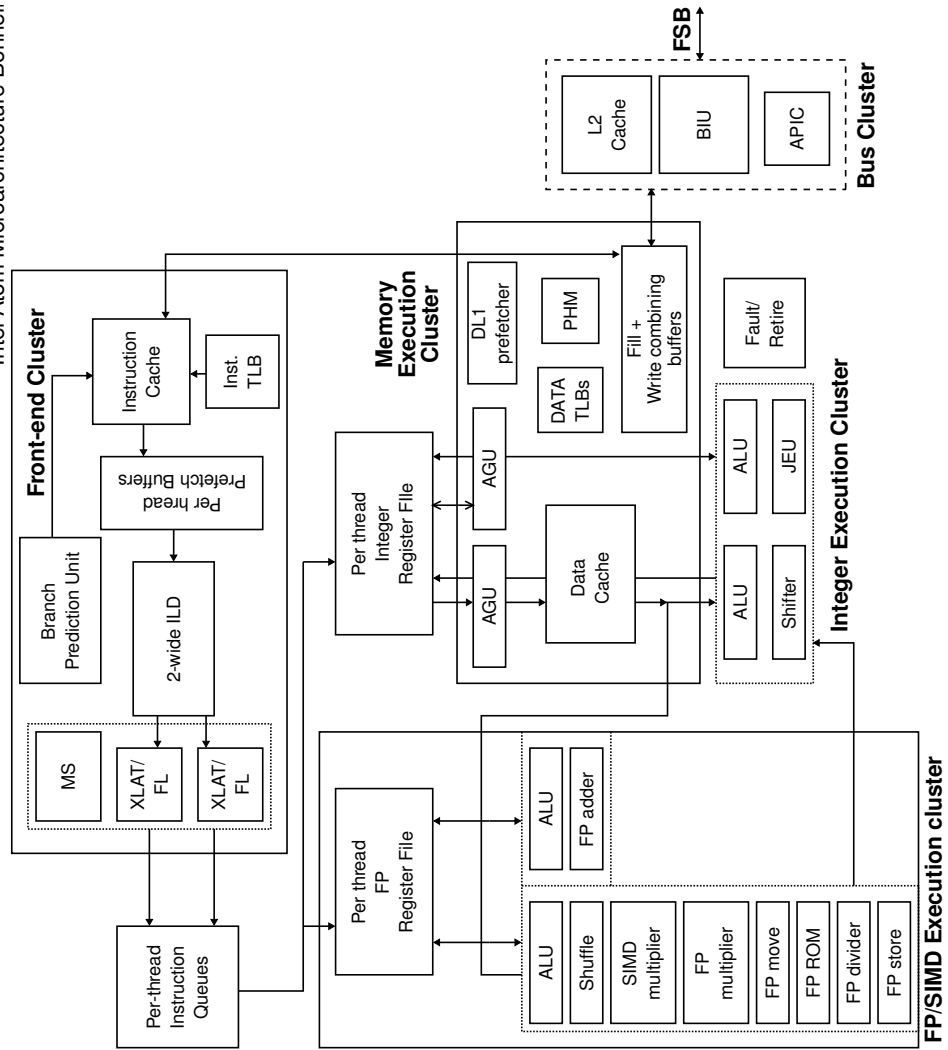 Intel Atom Microarchitecture-Bonnell
Per-thread
Instruction
Queues
MS
XLAT/
FL
XLAT/
FL
2-wide ILD
Branch
Prediction Unit
Per hread
Prefetch Buffers
Instruction
Cache
Inst.
TLB
Front-end Cluster
Per thread
FP
Register File
ALU
Shuffle
SIMD
multiplier
FP
multiplier
FP move
FP ROM
FP divider
FP store
ALU
FP adder
FP/SIMD Execution cluster
Per thread
Integer
Register FIle
Memory
Execution
Cluster
AGU
AGU
Data
Cache
DL1
prefetcher
DATA
TLBs
PHM
Fill +
Write combining
buffers
ALU
Shifter
ALU
JEU
Integer Execution Cluster
Fault/
Retire
L2
Cache
BIU
APIC
Bus Cluster
FSB